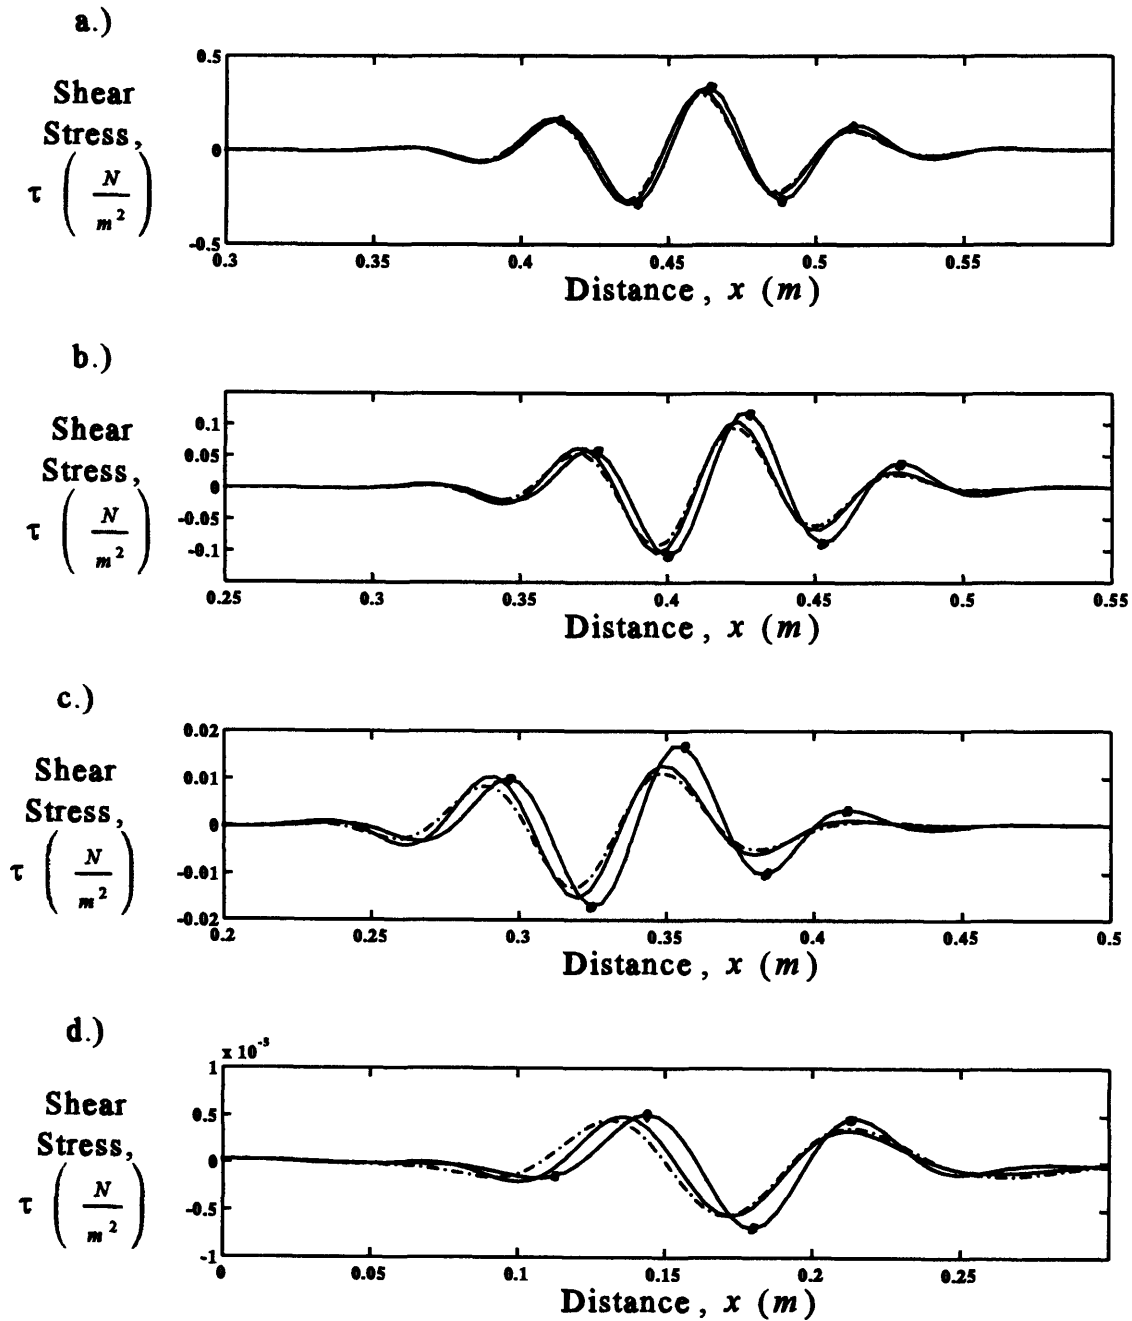 a.)
Shear
Stress,
τ ( N / m² )
0.5
0
-0.5
0.3 0.35 0.4 0.45 0.5 0.55
Distance, x (m)
b.)
Shear
Stress,
τ ( N / m² )
0.1
0.05
0
-0.05
-0.1
0.25 0.3 0.35 0.4 0.45 0.5 0.55
Distance, x (m)
c.)
Shear
Stress,
τ ( N / m² )
0.02
0.01
0
-0.01
-0.02
0.2 0.25 0.3 0.35 0.4 0.45 0.5
Distance, x (m)
d.)
Shear
Stress,
τ ( N / m² )
x 10⁻⁵
1
0.5
0
-0.5
-1
0 0.05 0.1 0.15 0.2 0.25
Distance, x (m)